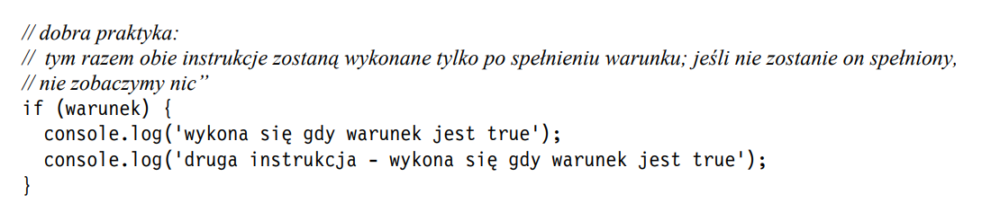 // dobra praktyka:
// tym razem obie instrukcje zostaną wykonane tylko po spełnieniu warunku; jeśli nie zostanie on spełniony,
// nie zobaczymy nic”
if (warunek) {
  console.log('wykona się gdy warunek jest true');
  console.log('druga instrukcja - wykona się gdy warunek jest true');
}